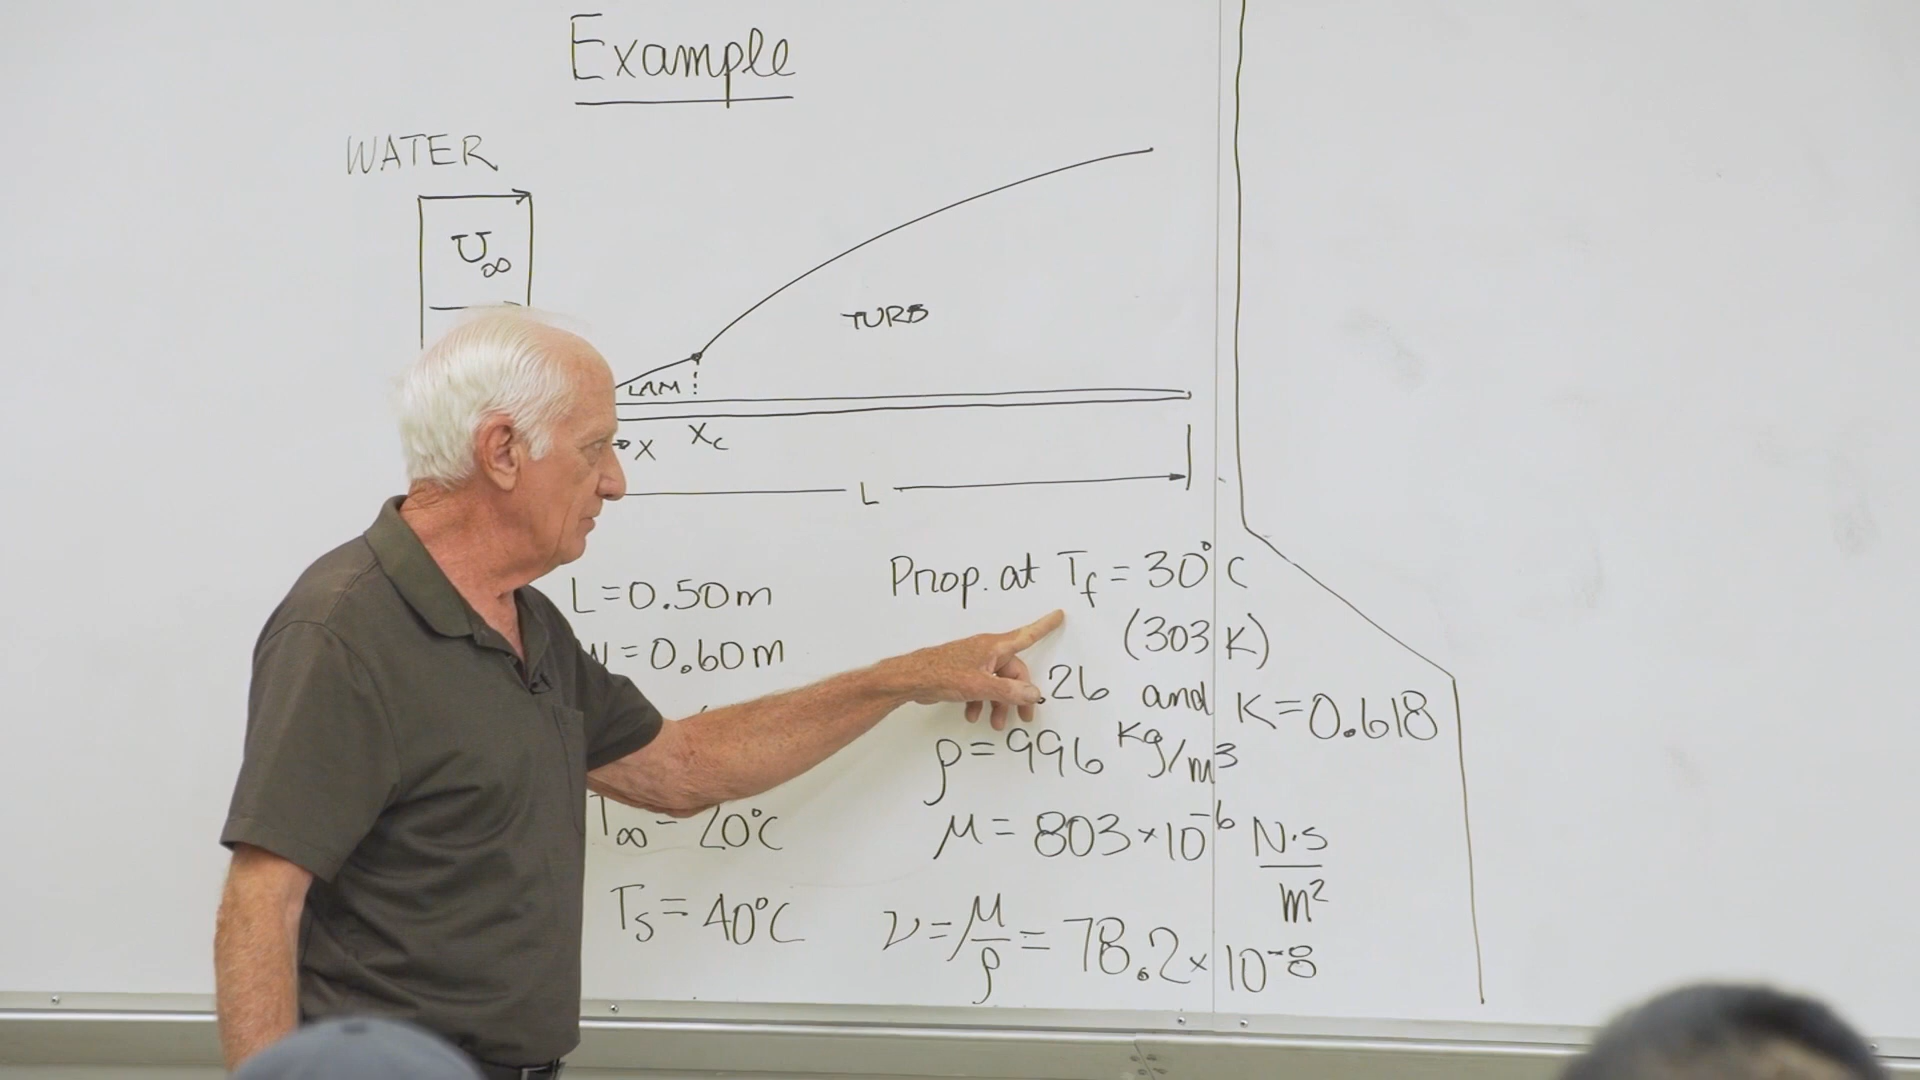 Example
WATER
U∞
TURB
LAM
x xc
L
L=0.50m
=0.60m
T∞=20°C
Ts=40°C
Prop. at Tf=30°C
(303 K)
.26 and K=0.618
ρ=996 Kg/m³
μ=803×10⁻⁶ N·s/m²
ν=μ/ρ=78.2×10⁻⁸